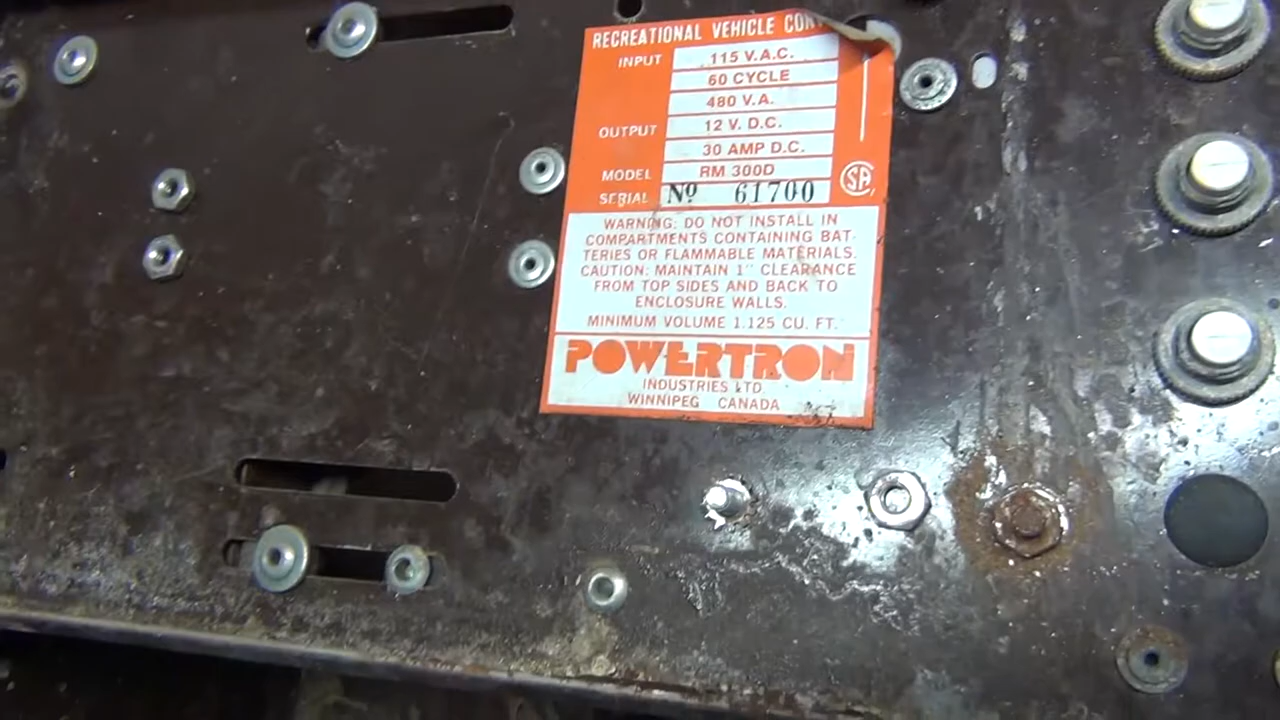 RECREATIONAL VEHICLE CON
INPUT 115 V.A.C.
60 CYCLE
480 V.A.
OUTPUT 12 V. D.C.
30 AMP D.C.
MODEL RM 300D
SERIAL Nº 61700
SA
WARNING: DO NOT INSTALL IN
COMPARTMENTS CONTAINING BAT-
TERIES OR FLAMMABLE MATERIALS.
CAUTION: MAINTAIN 1" CLEARANCE
FROM TOP SIDES AND BACK TO
ENCLOSURE WALLS.
MINIMUM VOLUME 1.125 CU. FT.
POWERTRON
INDUSTRIES LTD.
WINNIPEG CANADA